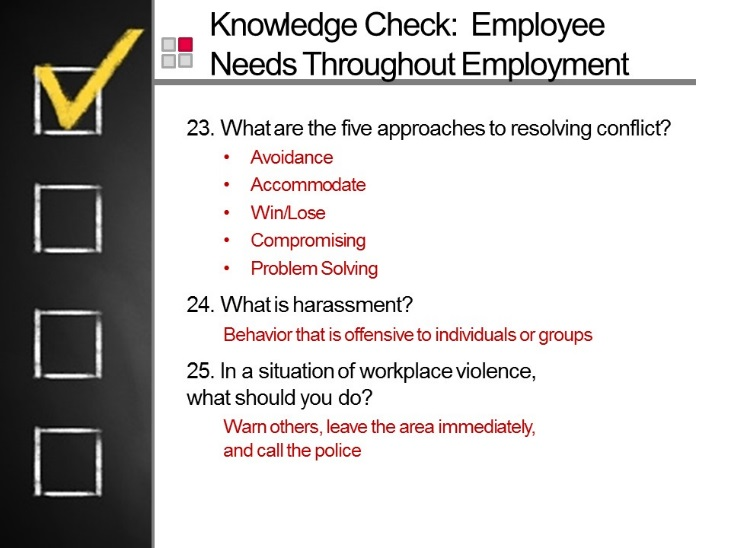 Knowledge Check:  Employee
Needs Throughout Employment
23. What are the five approaches to resolving conflict?
• Avoidance
• Accommodate
• Win/Lose
• Compromising
• Problem Solving
24. What is harassment?
Behavior that is offensive to individuals or groups
25. In a situation of workplace violence,
what should you do?
Warn others, leave the area immediately,
and call the police